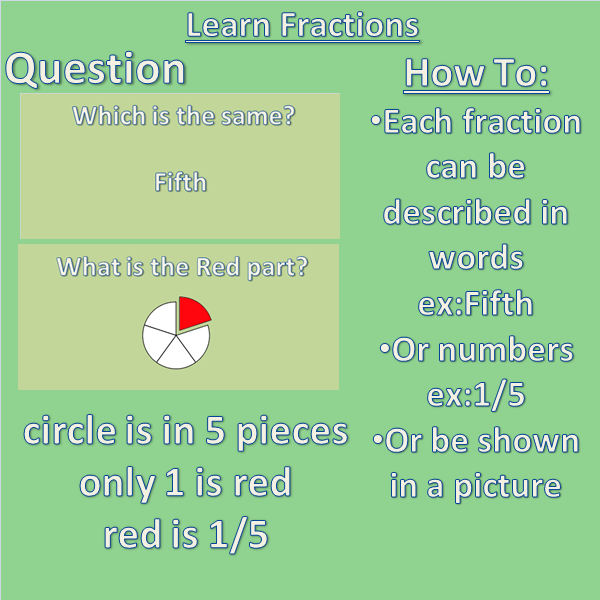 Learn Fractions
Question
Which is the same?
Fifth
What is the Red part?
circle is in 5 pieces
only 1 is red
red is 1/5
How To:
•Each fraction
can be
described in
words
ex:Fifth
•Or numbers
ex:1/5
•Or be shown
in a picture